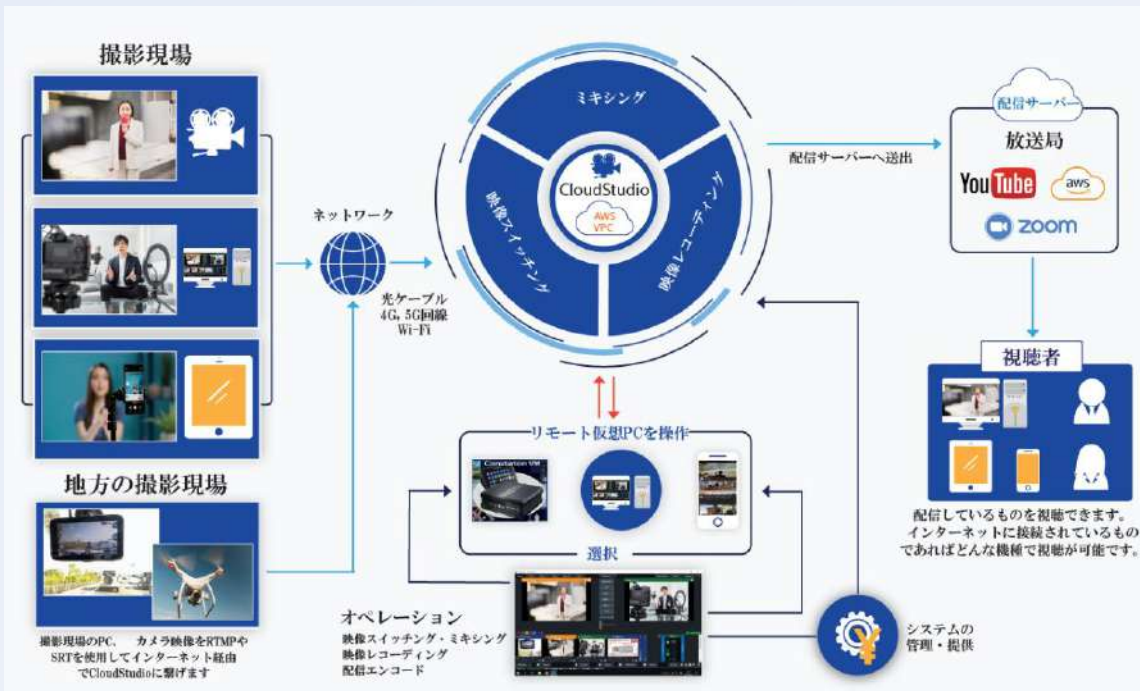 撮影現場
地方の撮影現場
撮影現場のPC、 カメラ映像をRTMPや
SRTを使用してインターネット経由
でCloudStudioに繋げます
ネットワーク
光ケーブル
4G, 5G回線
Wi-Fi
ミキシング
映像スイッチング
映像レコーディング
CloudStudio
AWS
VPC
リモート仮想PCを操作
選択
オペレーション
映像スイッチング・ミキシング
映像レコーディング
配信エンコード
配信サーバーへ送出
配信サーバー
放送局
YouTube
aws
zoom
視聴者
配信しているものを視聴できます。
インターネットに接続されているもの
であればどんな機種で視聴が可能です。
システムの
管理・提供